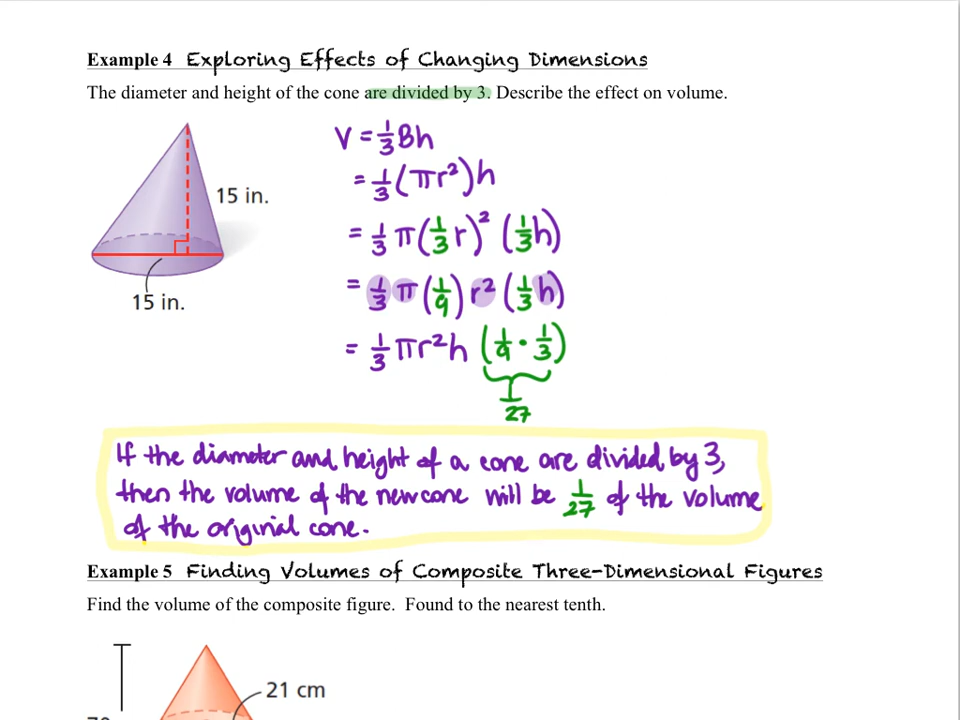 Example 4 Exploring Effects of Changing Dimensions
The diameter and height of the cone are divided by 3. Describe the effect on volume.
15 in.
15 in.
V = 1/3 Bh
= 1/3 (πr²)h
= 1/3 π (1/3 r)² (1/3 h)
= 1/3 π (1/9) r² (1/3 h)
= 1/3 πr²h (1/9 · 1/3)
1/27
If the diameter and height of a cone are divided by 3,
then the volume of the new cone will be 1/27 of the volume
of the original cone.
Example 5 Finding Volumes of Composite Three-Dimensional Figures
Find the volume of the composite figure. Found to the nearest tenth.
21 cm